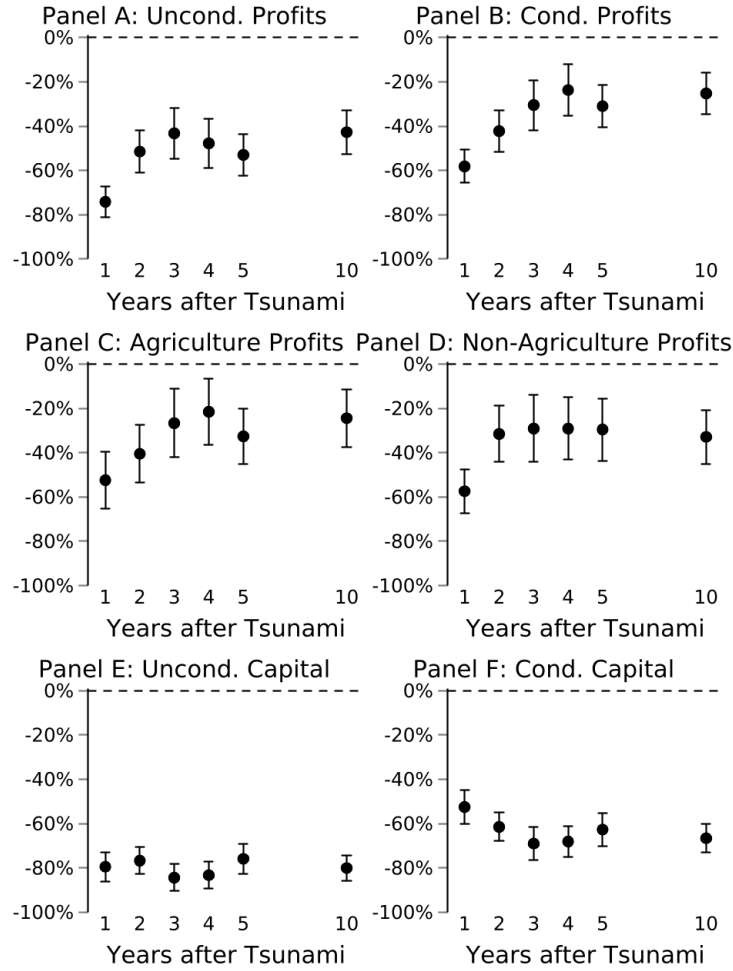 Panel A: Uncond. Profits
0%
-20%
-40%
-60%
-80%
-100%
1 2 3 4 5 10
Years after Tsunami
Panel B: Cond. Profits
0%
-20%
-40%
-60%
-80%
-100%
1 2 3 4 5 10
Years after Tsunami
Panel C: Agriculture Profits
0%
-20%
-40%
-60%
-80%
-100%
1 2 3 4 5 10
Years after Tsunami
Panel D: Non-Agriculture Profits
0%
-20%
-40%
-60%
-80%
-100%
1 2 3 4 5 10
Years after Tsunami
Panel E: Uncond. Capital
0%
-20%
-40%
-60%
-80%
-100%
1 2 3 4 5 10
Years after Tsunami
Panel F: Cond. Capital
0%
-20%
-40%
-60%
-80%
-100%
1 2 3 4 5 10
Years after Tsunami